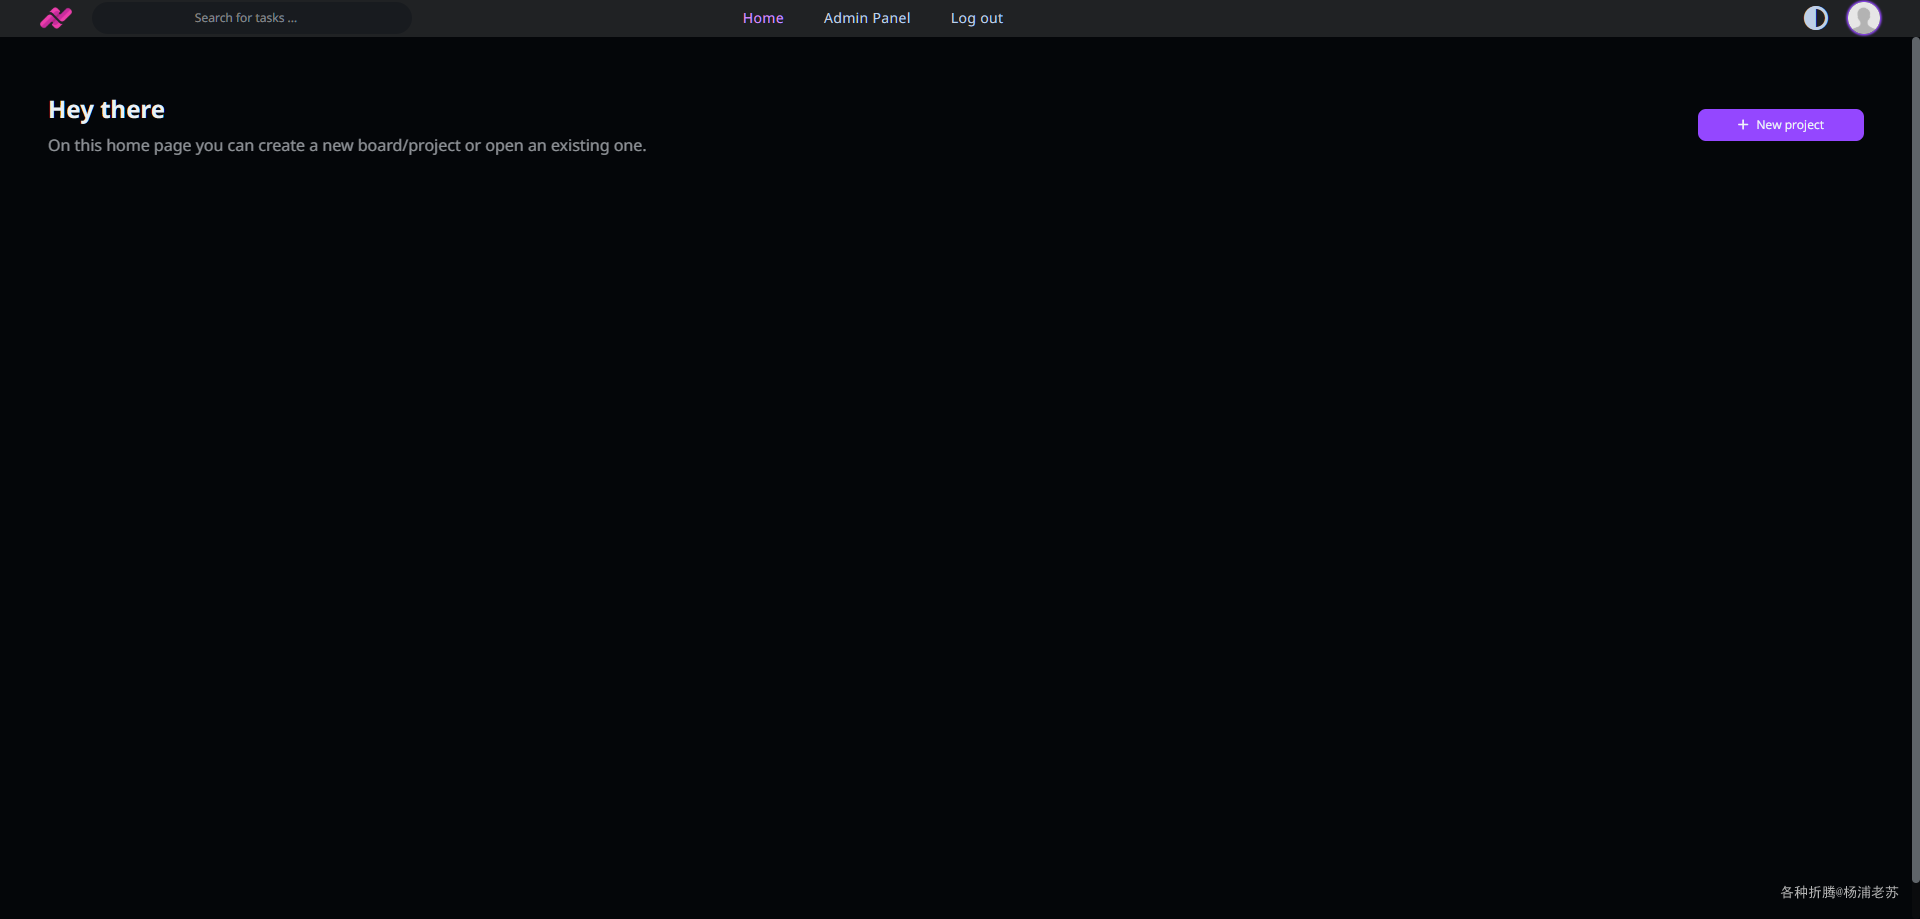 Search for tasks ...
Home
Admin Panel
Log out
Hey there
On this home page you can create a new board/project or open an existing one.
+ New project
各种折腾@杨浦老苏